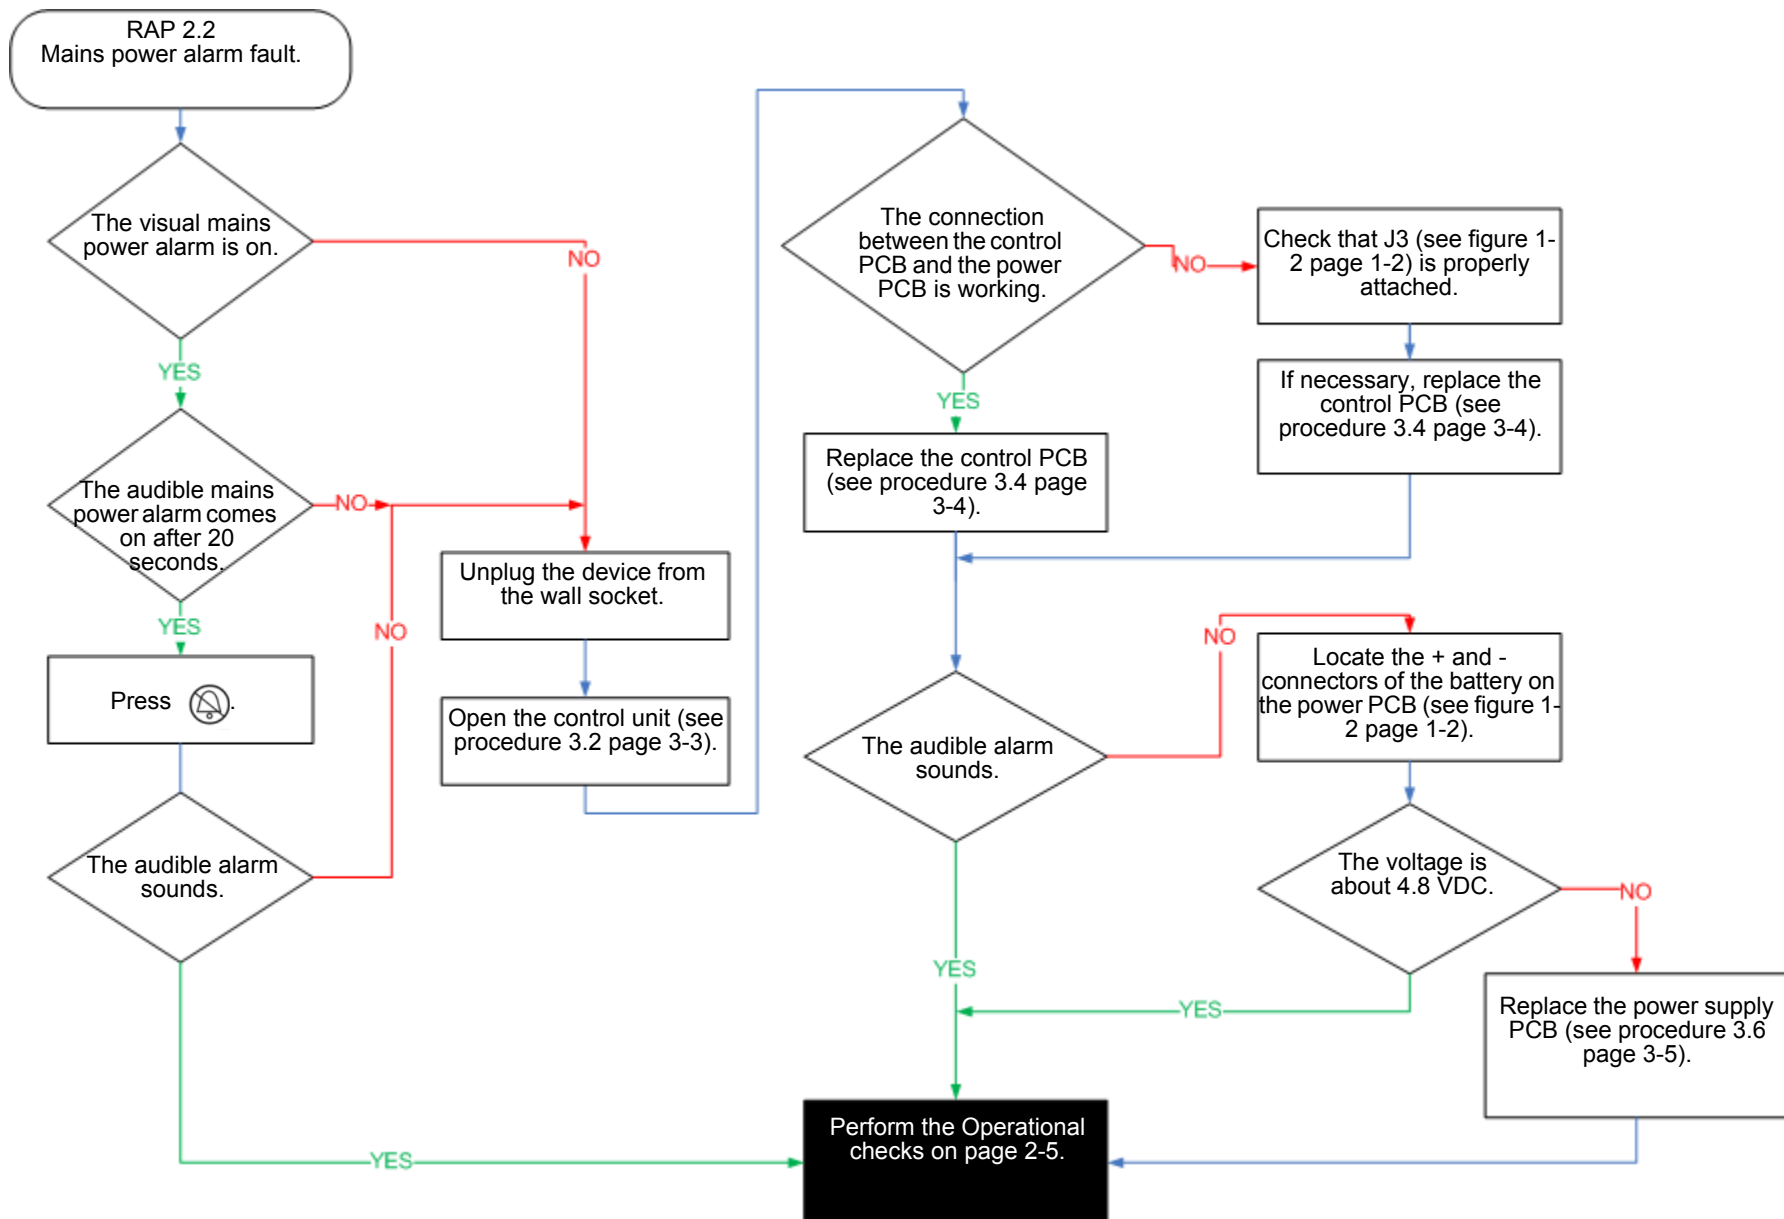 RAP 2.2
Mains power alarm fault.
The visual mains
power alarm is on.
NO
YES
The audible mains
power alarm comes
on after 20
seconds.
NO
YES
NO
Press .
The audible alarm
sounds.
YES
Unplug the device from
the wall socket.
Open the control unit (see
procedure 3.2 page 3-3).
The connection
between the control
PCB and the power
PCB is working.
NO
Check that J3 (see figure 1-
2 page 1-2) is properly
attached.
If necessary, replace the
control PCB (see
procedure 3.4 page 3-4).
YES
Replace the control PCB
(see procedure 3.4 page
3-4).
The audible alarm
sounds.
NO
Locate the + and -
connectors of the battery on
the power PCB (see figure 1-
2 page 1-2).
The voltage is
about 4.8 VDC.
NO
YES
YES
Replace the power supply
PCB (see procedure 3.6
page 3-5).
Perform the Operational
checks on page 2-5.